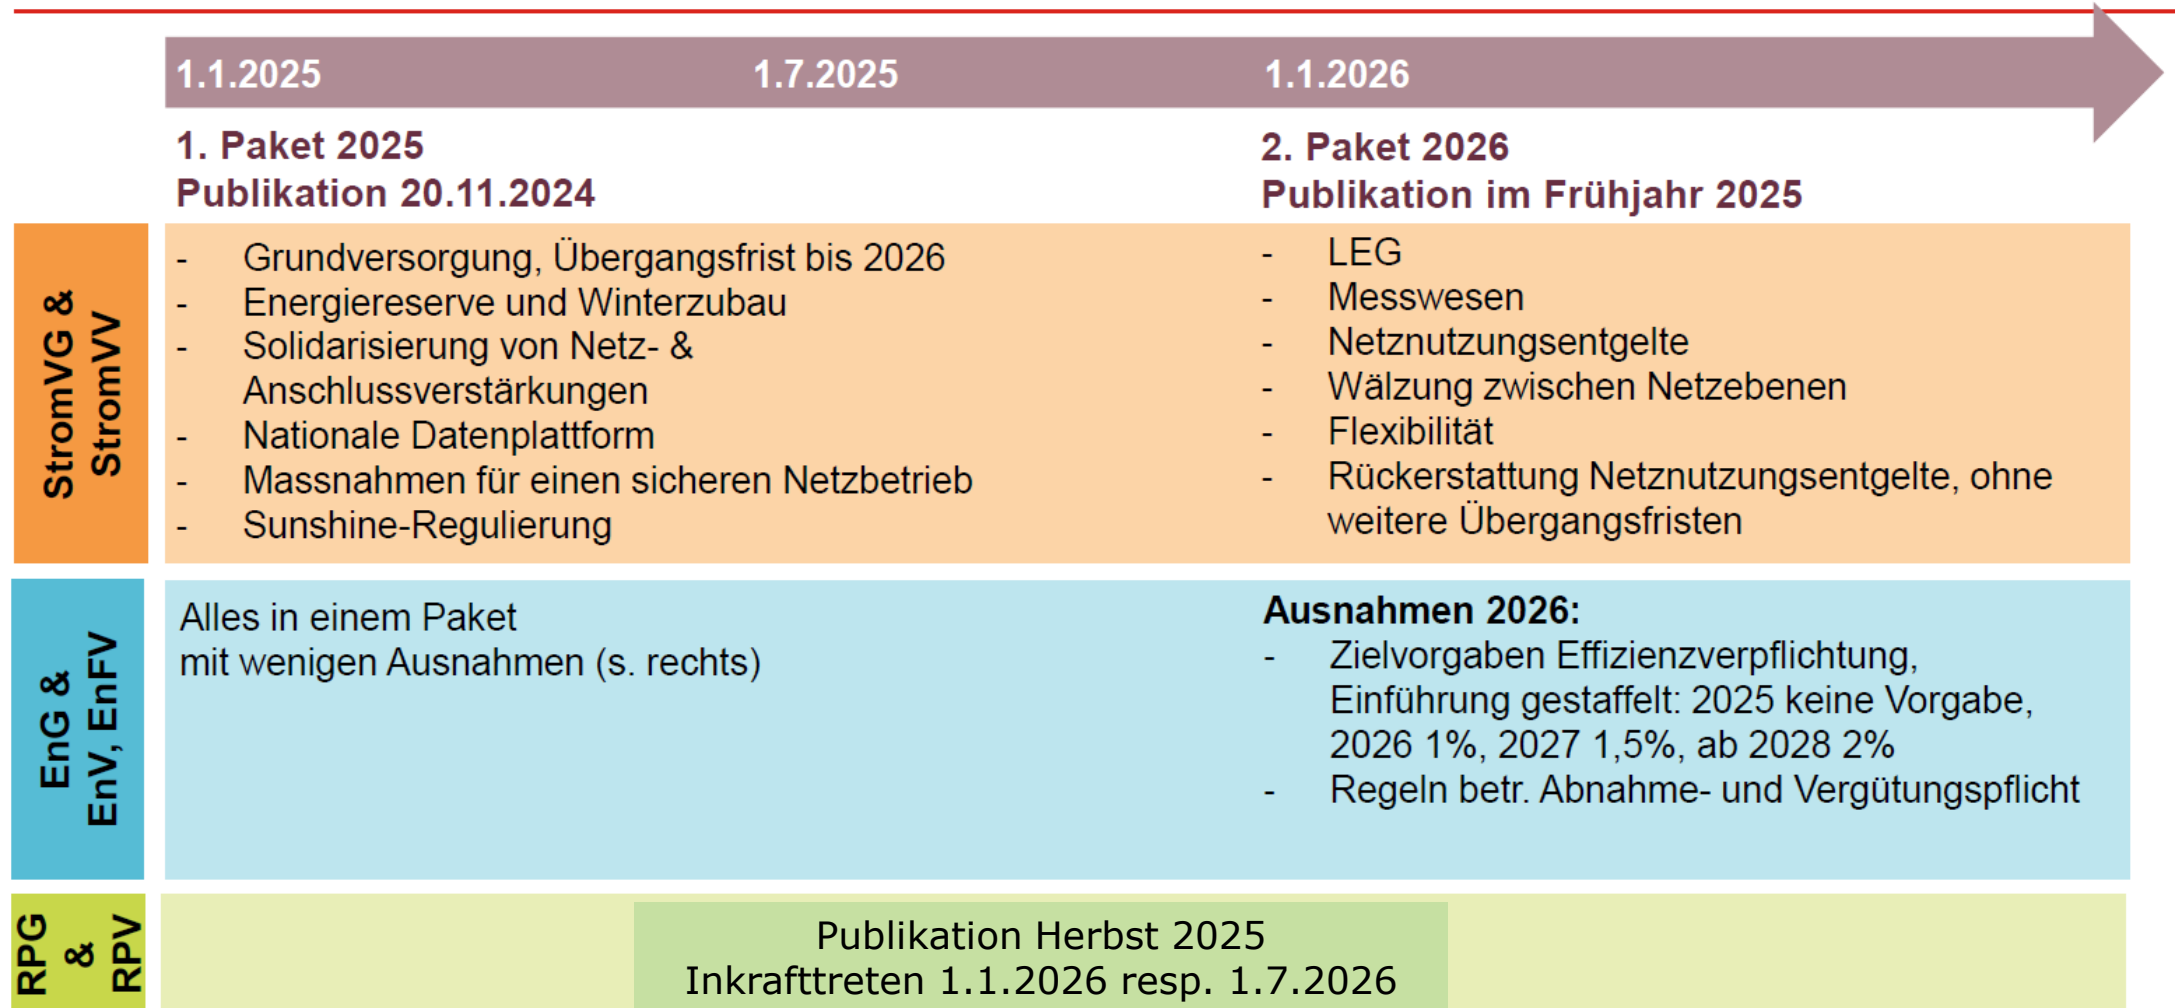 1.1.2025 1.7.2025 1.1.2026
1. Paket 2025
Publikation 20.11.2024
2. Paket 2026
Publikation im Frühjahr 2025
StromVG &
StromVV
- Grundversorgung, Übergangsfrist bis 2026
- Energiereserve und Winterzubau
- Solidarisierung von Netz- &
Anschlussverstärkungen
- Nationale Datenplattform
- Massnahmen für einen sicheren Netzbetrieb
- Sunshine-Regulierung
- LEG
- Messwesen
- Netznutzungsentgelte
- Wälzung zwischen Netzebenen
- Flexibilität
- Rückerstattung Netznutzungsentgelte, ohne
weitere Übergangsfristen
EnG &
EnV, EnFV
Alles in einem Paket
mit wenigen Ausnahmen (s. rechts)
Ausnahmen 2026:
- Zielvorgaben Effizienzverpflichtung,
Einführung gestaffelt: 2025 keine Vorgabe,
2026 1%, 2027 1,5%, ab 2028 2%
- Regeln betr. Abnahme- und Vergütungspflicht
RPG
&
RPV
Publikation Herbst 2025
Inkrafttreten 1.1.2026 resp. 1.7.2026